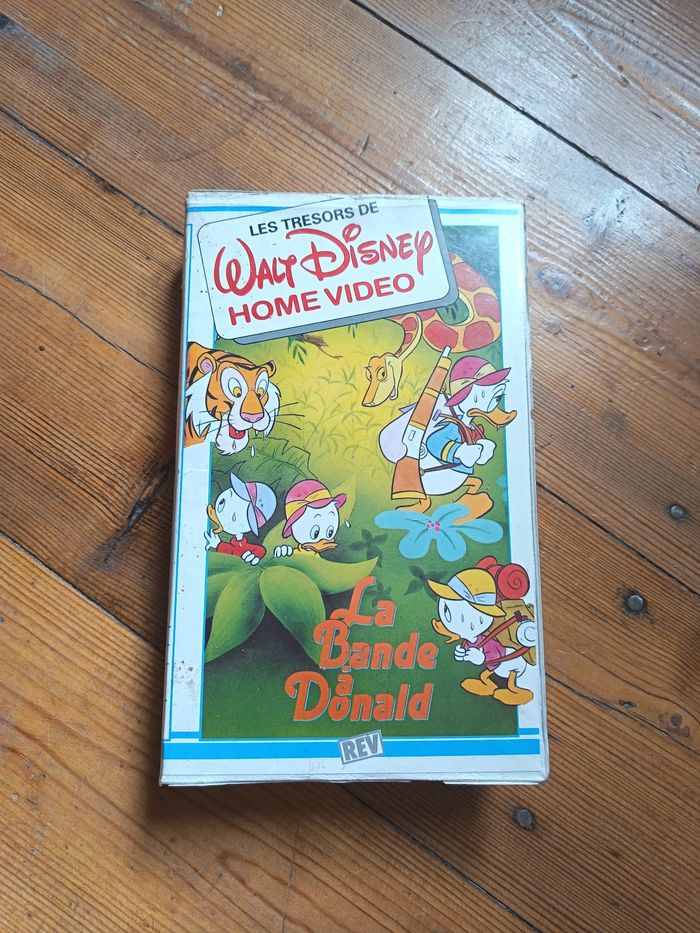 LES TRESORS DE
WALT DISNEY
HOME VIDEO
La
Bande
à
Donald
REV